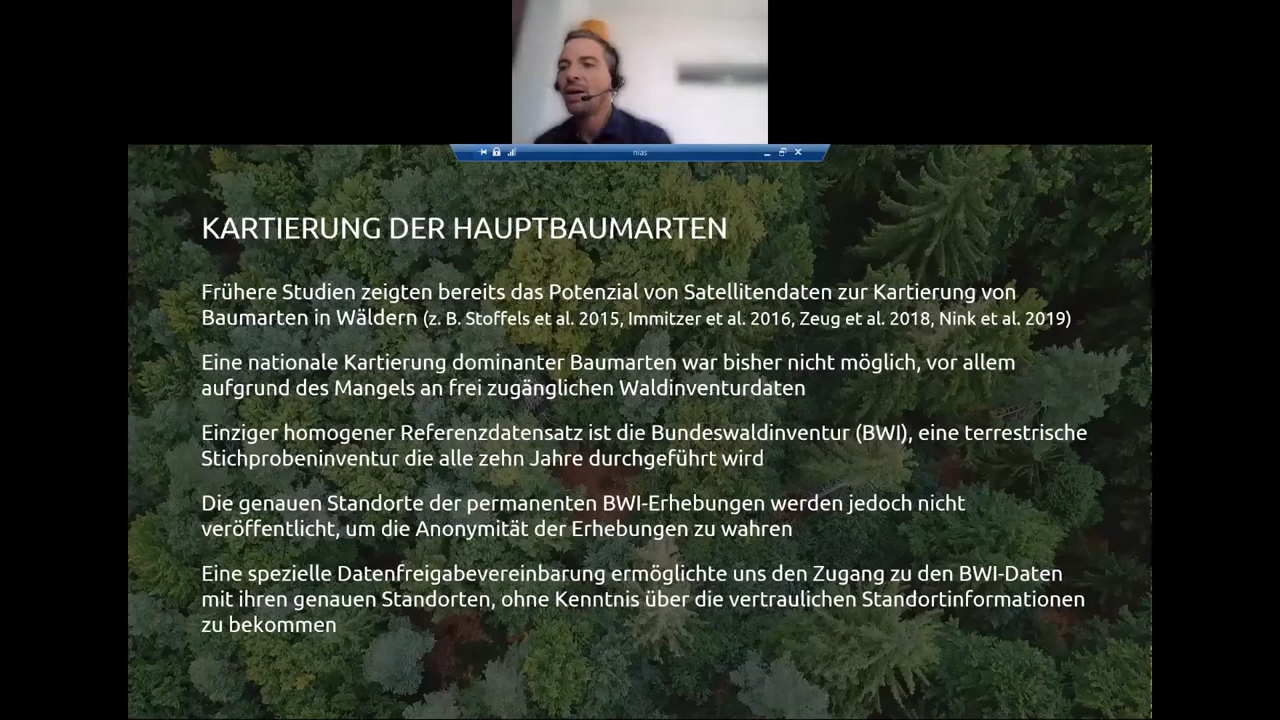 nias
KARTIERUNG DER HAUPTBAUMARTEN
Frühere Studien zeigten bereits das Potenzial von Satellitendaten zur Kartierung von
Baumarten in Wäldern (z. B. Stoffels et al. 2015, Immitzer et al. 2016, Zeug et al. 2018, Nink et al. 2019)
Eine nationale Kartierung dominanter Baumarten war bisher nicht möglich, vor allem
aufgrund des Mangels an frei zugänglichen Waldinventurdaten
Einziger homogener Referenzdatensatz ist die Bundeswaldinventur (BWI), eine terrestrische
Stichprobeninventur die alle zehn Jahre durchgeführt wird
Die genauen Standorte der permanenten BWI-Erhebungen werden jedoch nicht
veröffentlicht, um die Anonymität der Erhebungen zu wahren
Eine spezielle Datenfreigabevereinbarung ermöglichte uns den Zugang zu den BWI-Daten
mit ihren genauen Standorten, ohne Kenntnis über die vertraulichen Standortinformationen
zu bekommen